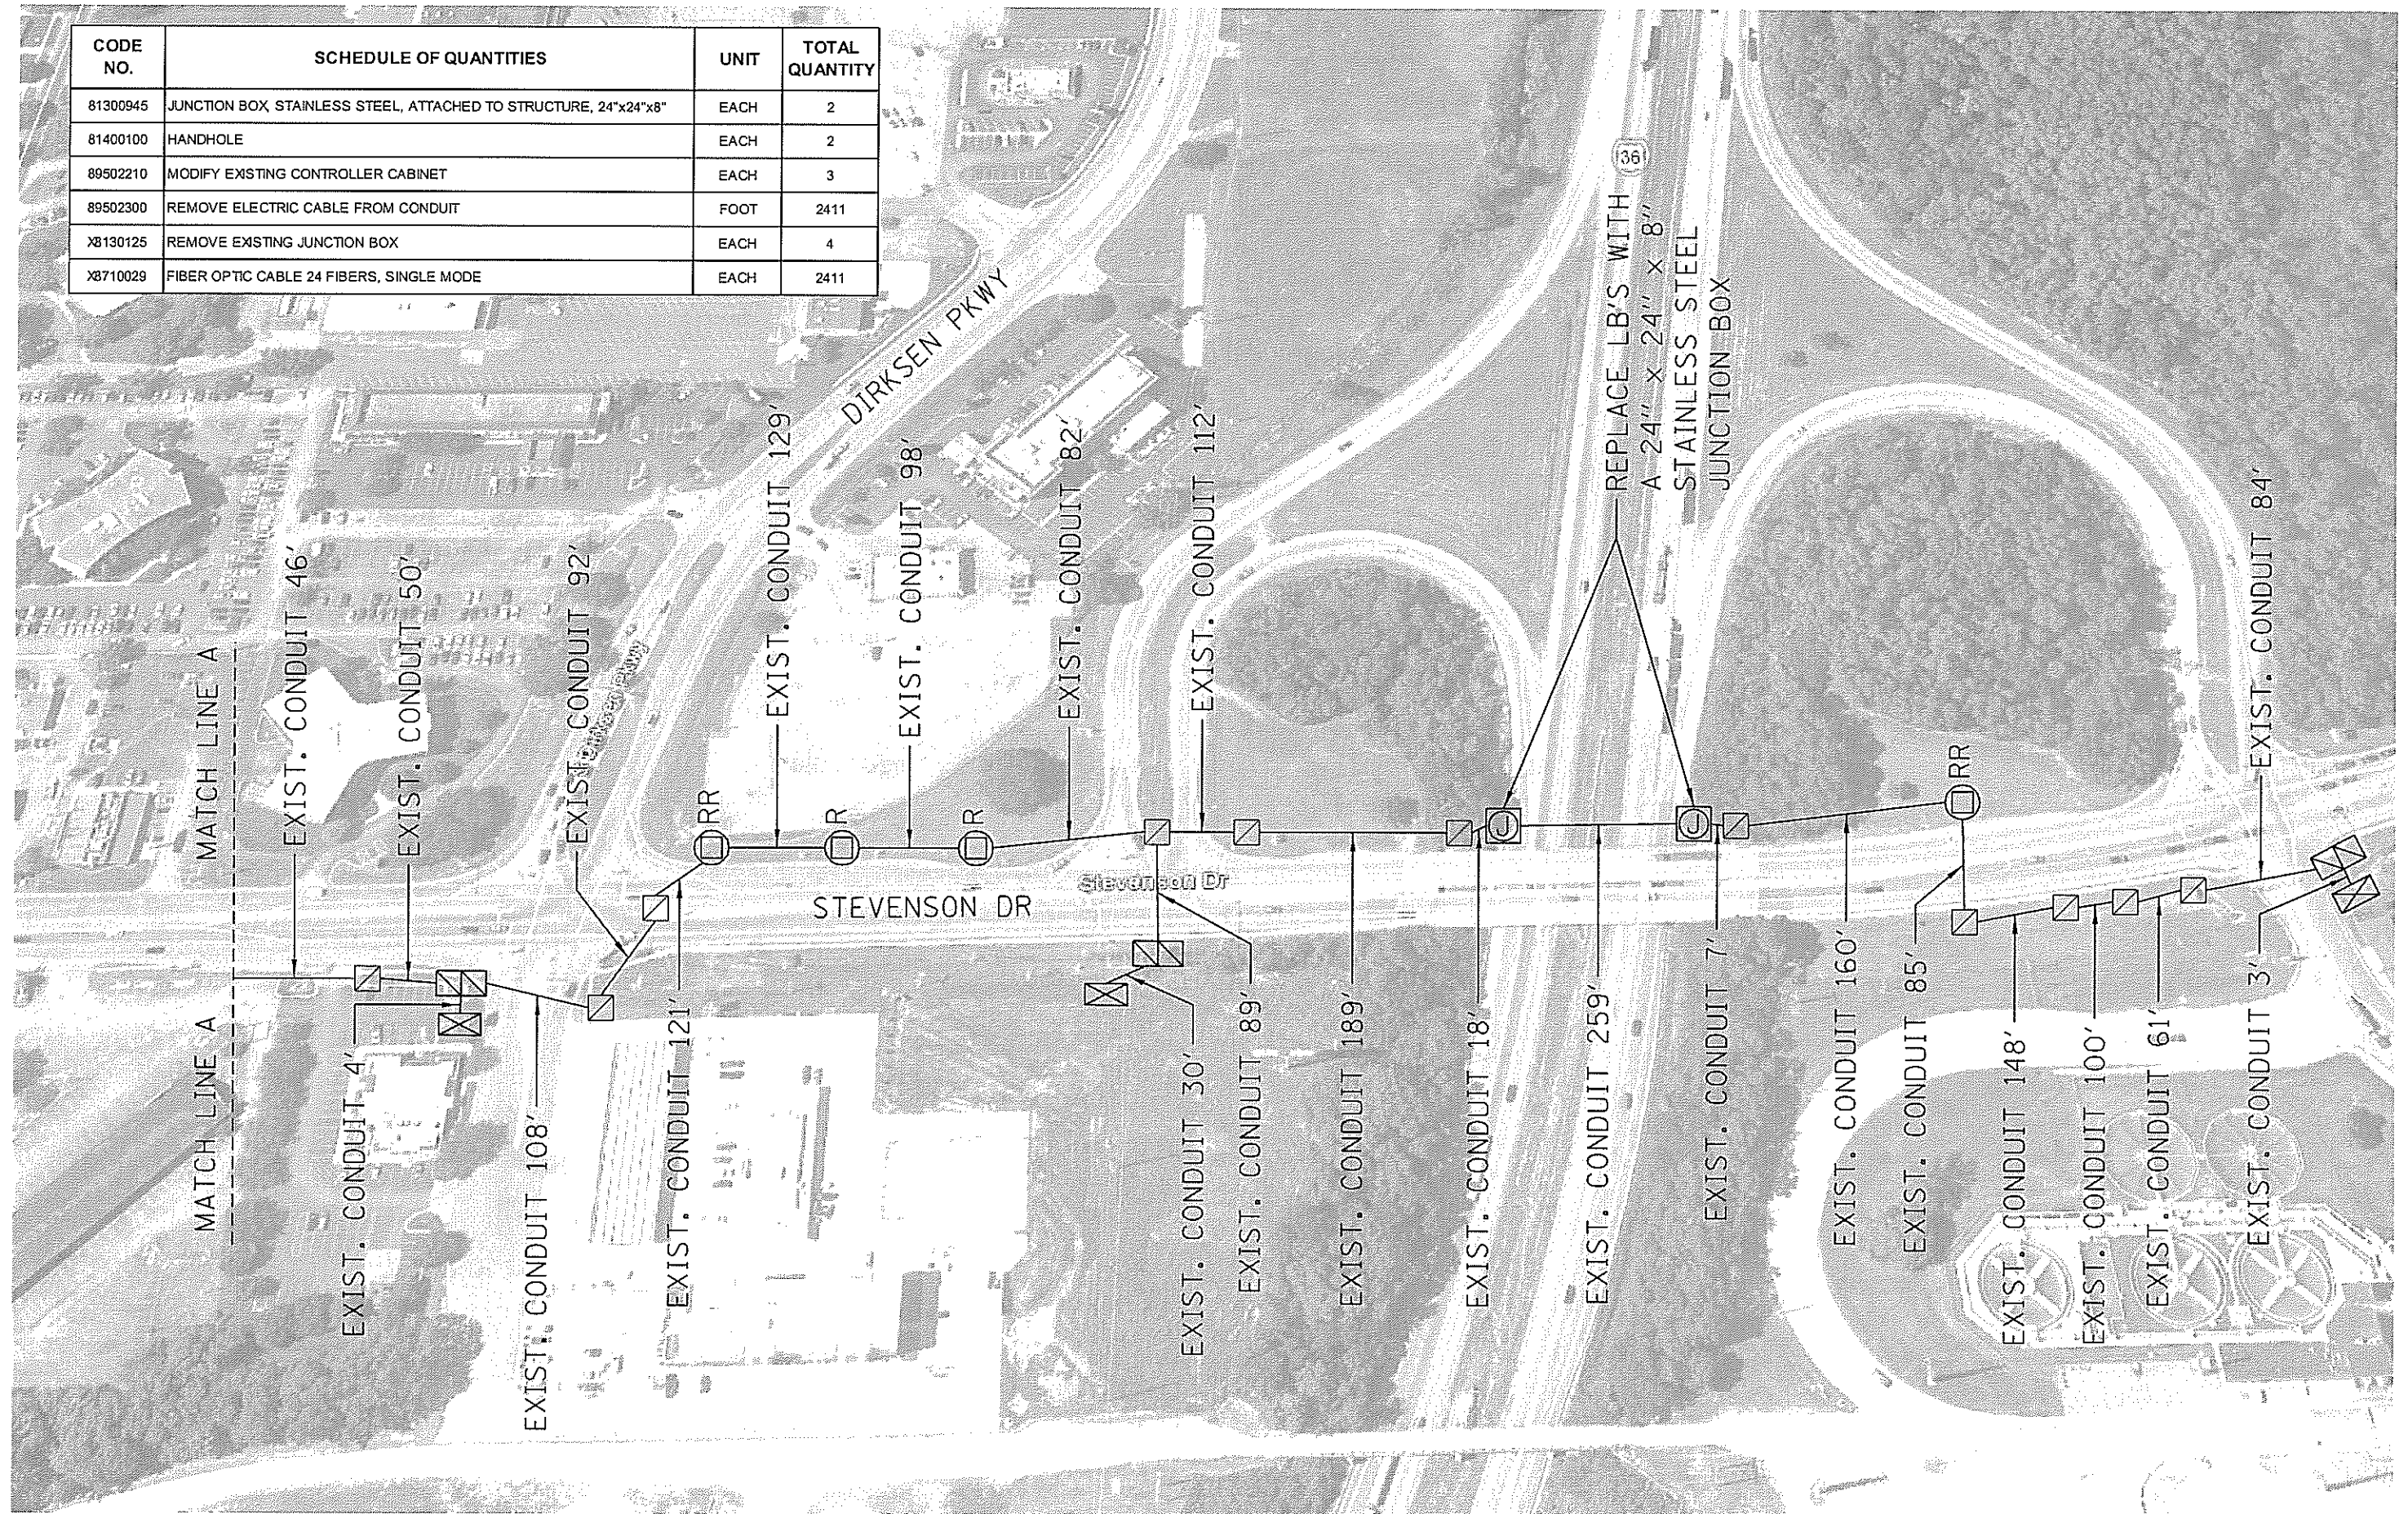 CODE NO. SCHEDULE OF QUANTITIES UNIT TOTAL QUANTITY
81300945 JUNCTION BOX, STAINLESS STEEL, ATTACHED TO STRUCTURE, 24"x24"x8" EACH 2
81400100 HANDHOLE EACH 2
89502210 MODIFY EXISTING CONTROLLER CABINET EACH 3
89502300 REMOVE ELECTRIC CABLE FROM CONDUIT FOOT 2411
X8130125 REMOVE EXISTING JUNCTION BOX EACH 4
X8710029 FIBER OPTIC CABLE 24 FIBERS, SINGLE MODE EACH 2411
MATCH LINE A
MATCH LINE A
EXIST. CONDUIT 46'
EXIST. CONDUIT 50'
EXIST. CONDUIT 92'
DIRKSEN PKWY
EXIST. CONDUIT 129'
EXIST. CONDUIT 98'
EXIST. CONDUIT 82'
EXIST. CONDUIT 112'
36
REPLACE LB'S WITH
A 24" x 24" x 8"
STAINLESS STEEL
JUNCTION BOX
EXIST. CONDUIT 84'
RR
R
R
J
J
RR
Stevenson Dr
STEVENSON DR
EXIST. CONDUIT 4'
EXIST. CONDUIT 108'
EXIST. CONDUIT 121'
EXIST. CONDUIT 30'
EXIST. CONDUIT 89'
EXIST. CONDUIT 189'
EXIST. CONDUIT 18'
EXIST. CONDUIT 259'
EXIST. CONDUIT 7'
EXIST. CONDUIT 160'
EXIST. CONDUIT 85'
EXIST. CONDUIT 148'
EXIST. CONDUIT 100'
EXIST. CONDUIT 61'
EXIST. CONDUIT 3'